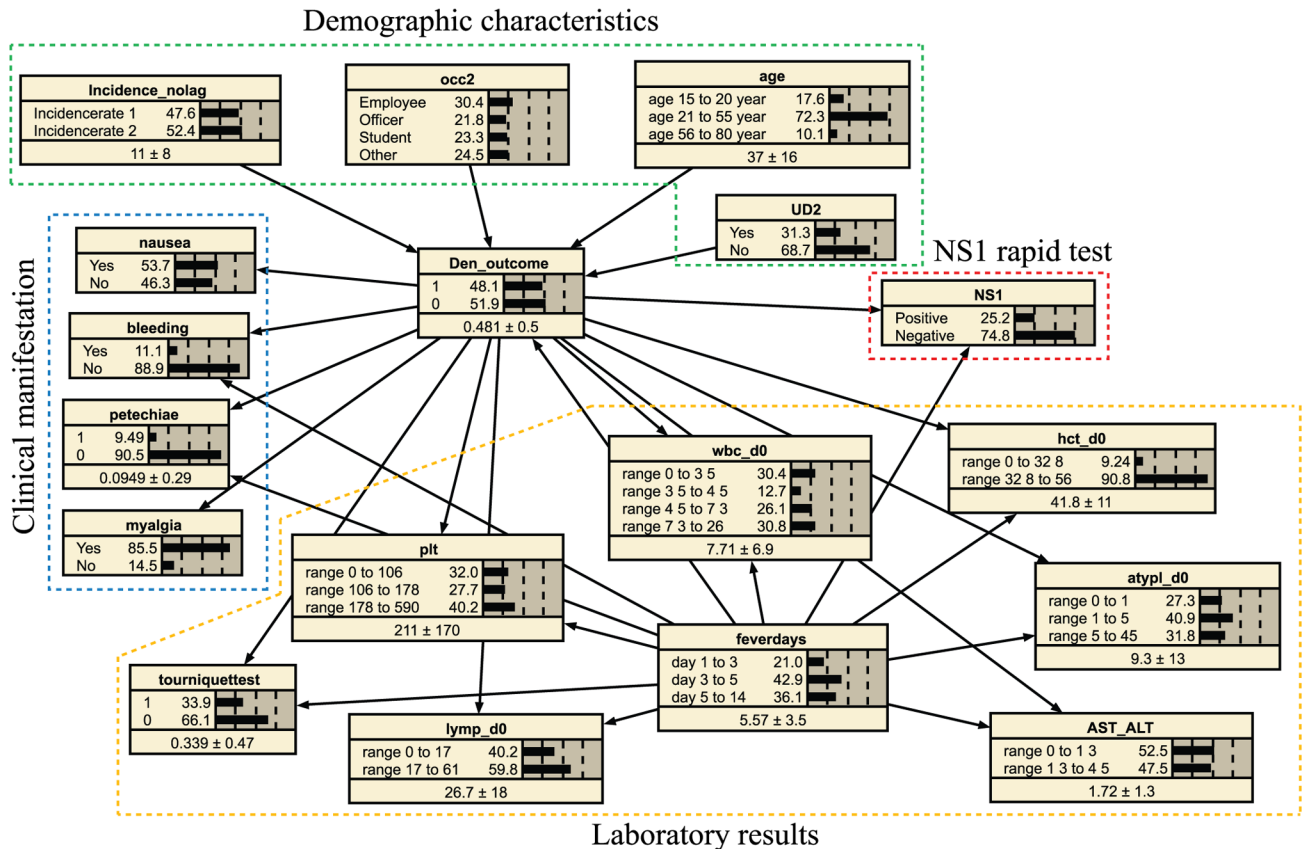 Demographic characteristics
Incidence_nolag
Incidencerate 1 47.6
Incidencerate 2 52.4
11 ± 8
occ2
Employee 30.4
Officer 21.8
Student 23.3
Other 24.5
age
age 15 to 20 year 17.6
age 21 to 55 year 72.3
age 56 to 80 year 10.1
37 ± 16
UD2
Yes 31.3
No 68.7
Clinical manifestation
nausea
Yes 53.7
No 46.3
bleeding
Yes 11.1
No 88.9
petechiae
1 9.49
0 90.5
0.0949 ± 0.29
myalgia
Yes 85.5
No 14.5
Den_outcome
1 48.1
0 51.9
0.481 ± 0.5
NS1 rapid test
NS1
Positive 25.2
Negative 74.8
wbc_d0
range 0 to 3 5 30.4
range 3 5 to 4 5 12.7
range 4 5 to 7 3 26.1
range 7 3 to 26 30.8
7.71 ± 6.9
hct_d0
range 0 to 32 8 9.24
range 32 8 to 56 90.8
41.8 ± 11
plt
range 0 to 106 32.0
range 106 to 178 27.7
range 178 to 590 40.2
211 ± 170
atypl_d0
range 0 to 1 27.3
range 1 to 5 40.9
range 5 to 45 31.8
9.3 ± 13
feverdays
day 1 to 3 21.0
day 3 to 5 42.9
day 5 to 14 36.1
5.57 ± 3.5
tourniquettest
1 33.9
0 66.1
0.339 ± 0.47
lymp_d0
range 0 to 17 40.2
range 17 to 61 59.8
26.7 ± 18
AST_ALT
range 0 to 1 3 52.5
range 1 3 to 4 5 47.5
1.72 ± 1.3
Laboratory results